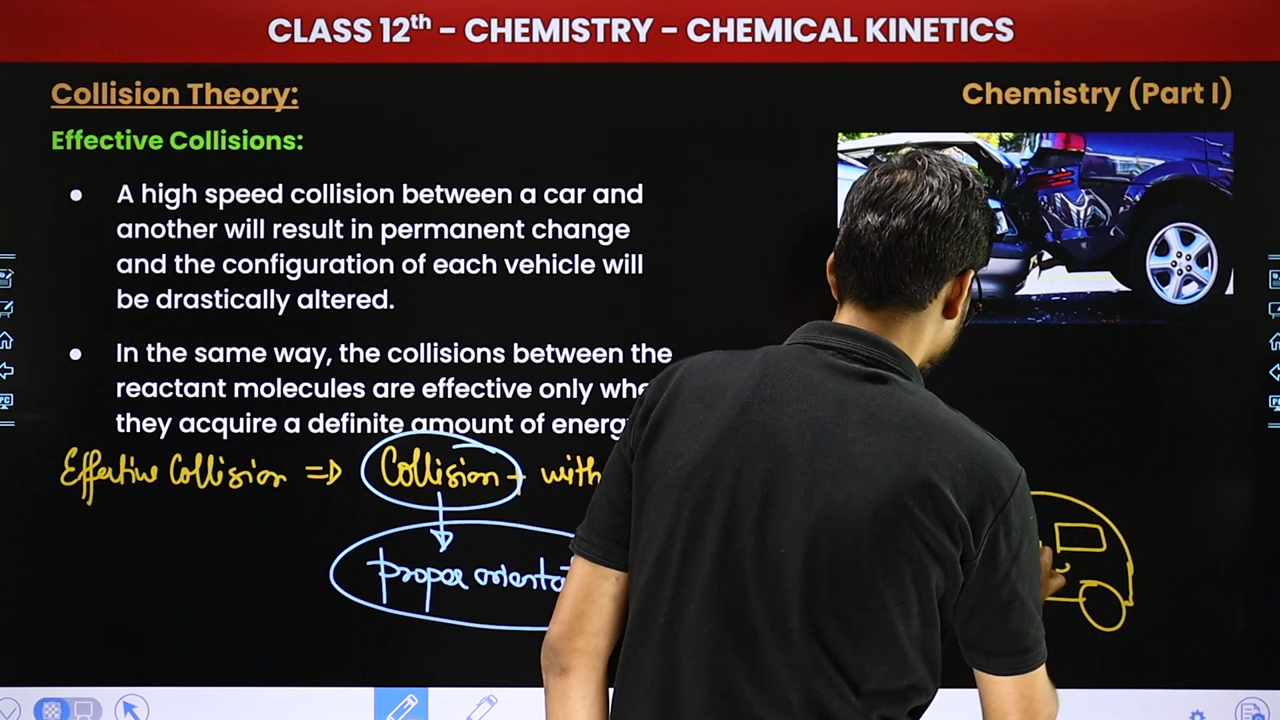 CLASS 12th - CHEMISTRY - CHEMICAL KINETICS
Collision Theory:
Chemistry (Part I)
Effective Collisions:
• A high speed collision between a car and
another will result in permanent change
and the configuration of each vehicle will
be drastically altered.
• In the same way, the collisions between the
reactant molecules are effective only whe
they acquire a definite amount of energ
Effective Collision ⇒ Collision with
proper orienta